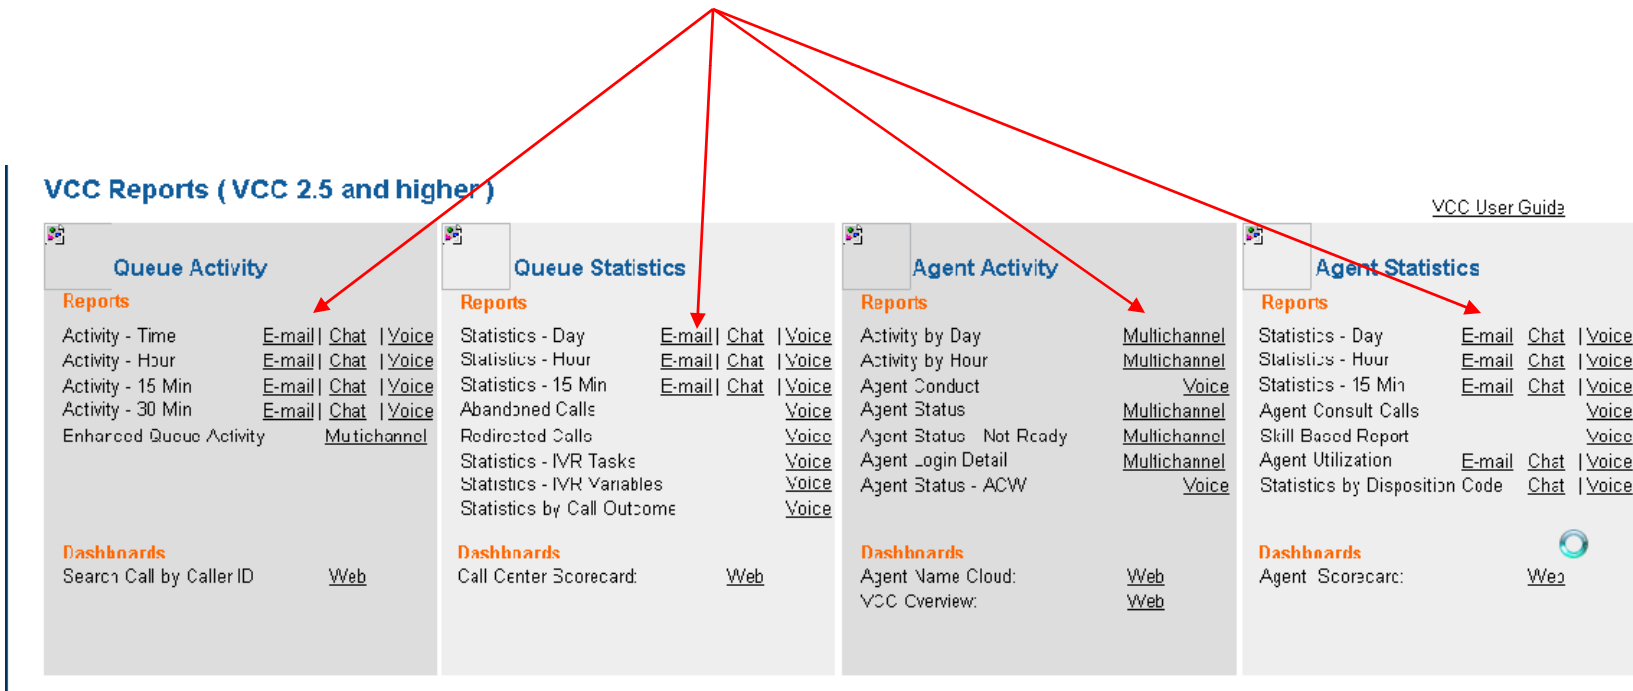 VCC Reports ( VCC 2.5 and higher )
VCC User Guide
Queue Activity
Reports
Activity - Time E-mail | Chat | Voice
Activity - Hour E-mail | Chat | Voice
Activity - 15 Min E-mail | Chat | Voice
Activity - 30 Min E-mail | Chat | Voice
Enhanced Queue Activity Multichannel
Dashboards
Search Call by Caller ID Web
Queue Statistics
Reports
Statistics - Day E-mail | Chat | Voice
Statistics - Hour E-mail | Chat | Voice
Statistics - 15 Min E-mail | Chat | Voice
Abandoned Calls Voice
Redirected Calls Voice
Statistics - IVR Tasks Voice
Statistics - IVR Variables Voice
Statistics by Call Outcome Voice
Dashboards
Call Center Scorecard: Web
Agent Activity
Reports
Activity by Day Multichannel
Activity by Hour Multichannel
Agent Conduct Voice
Agent Status Multichannel
Agent Status - Not Ready Multichannel
Agent Login Detail Multichannel
Agent Status - ACW Voice
Dashboards
Agent Name Cloud: Web
VCC Overview: Web
Agent Statistics
Reports
Statistics - Day E-mail Chat | Voice
Statistics - Hour E-mail Chat | Voice
Statistics - 15 Min E-mail Chat | Voice
Agent Consult Calls Voice
Skill Based Report Voice
Agent Utilization E-mail Chat | Voice
Statistics by Disposition Code Chat | Voice
Dashboards
Agent Scorecard: Web